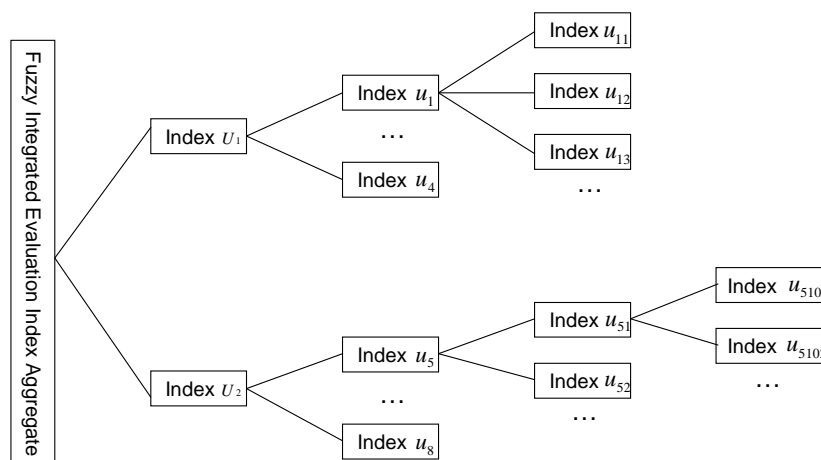 Fuzzy Integrated Evaluation Index Aggregate
Index U₁
Index u₁
...
Index u₄
Index u₁₁
Index u₁₂
Index u₁₃
...
Index U₂
Index u₅
...
Index u₈
Index u₅₁
Index u₅₂
...
Index
Index
...